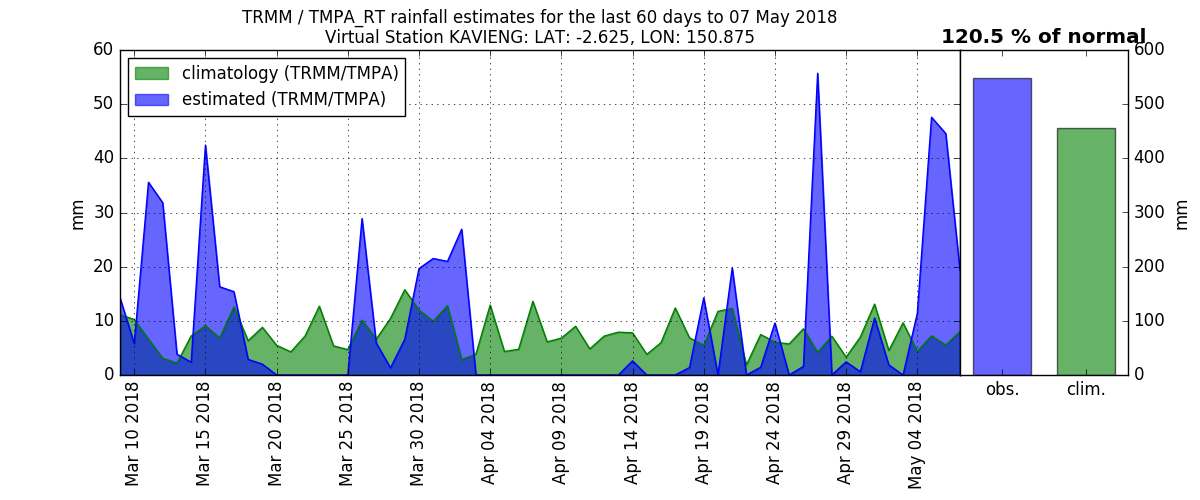 TRMM / TMPA_RT rainfall estimates for the last 60 days to 07 May 2018
Virtual Station KAVIENG: LAT: -2.625, LON: 150.875
120.5 % of normal
climatology (TRMM/TMPA)
estimated (TRMM/TMPA)
60
50
40
30
20
10
0
mm
Mar 10 2018
Mar 15 2018
Mar 20 2018
Mar 25 2018
Mar 30 2018
Apr 04 2018
Apr 09 2018
Apr 14 2018
Apr 19 2018
Apr 24 2018
Apr 29 2018
May 04 2018
obs.
clim.
600
500
400
300
200
100
0
mm